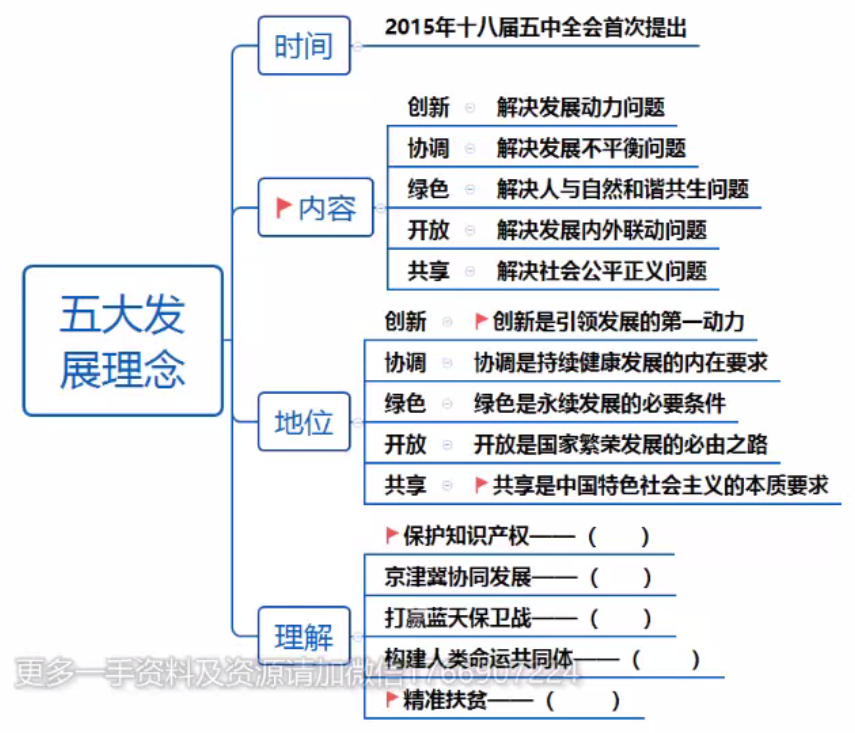 时间
2015年十八届五中全会首次提出
内容
创新 解决发展动力问题
协调 解决发展不平衡问题
绿色 解决人与自然和谐共生问题
开放 解决发展内外联动问题
共享 解决社会公平正义问题
五大发
展理念
地位
创新 创新是引领发展的第一动力
协调 协调是持续健康发展的内在要求
绿色 绿色是永续发展的必要条件
开放 开放是国家繁荣发展的必由之路
共享 共享是中国特色社会主义的本质要求
理解
保护知识产权——（ ）
京津冀协同发展——（ ）
打赢蓝天保卫战——（ ）
构建人类命运共同体——（ ）
更多一手资料及资源请加微信1766907224
精准扶贫——（ ）